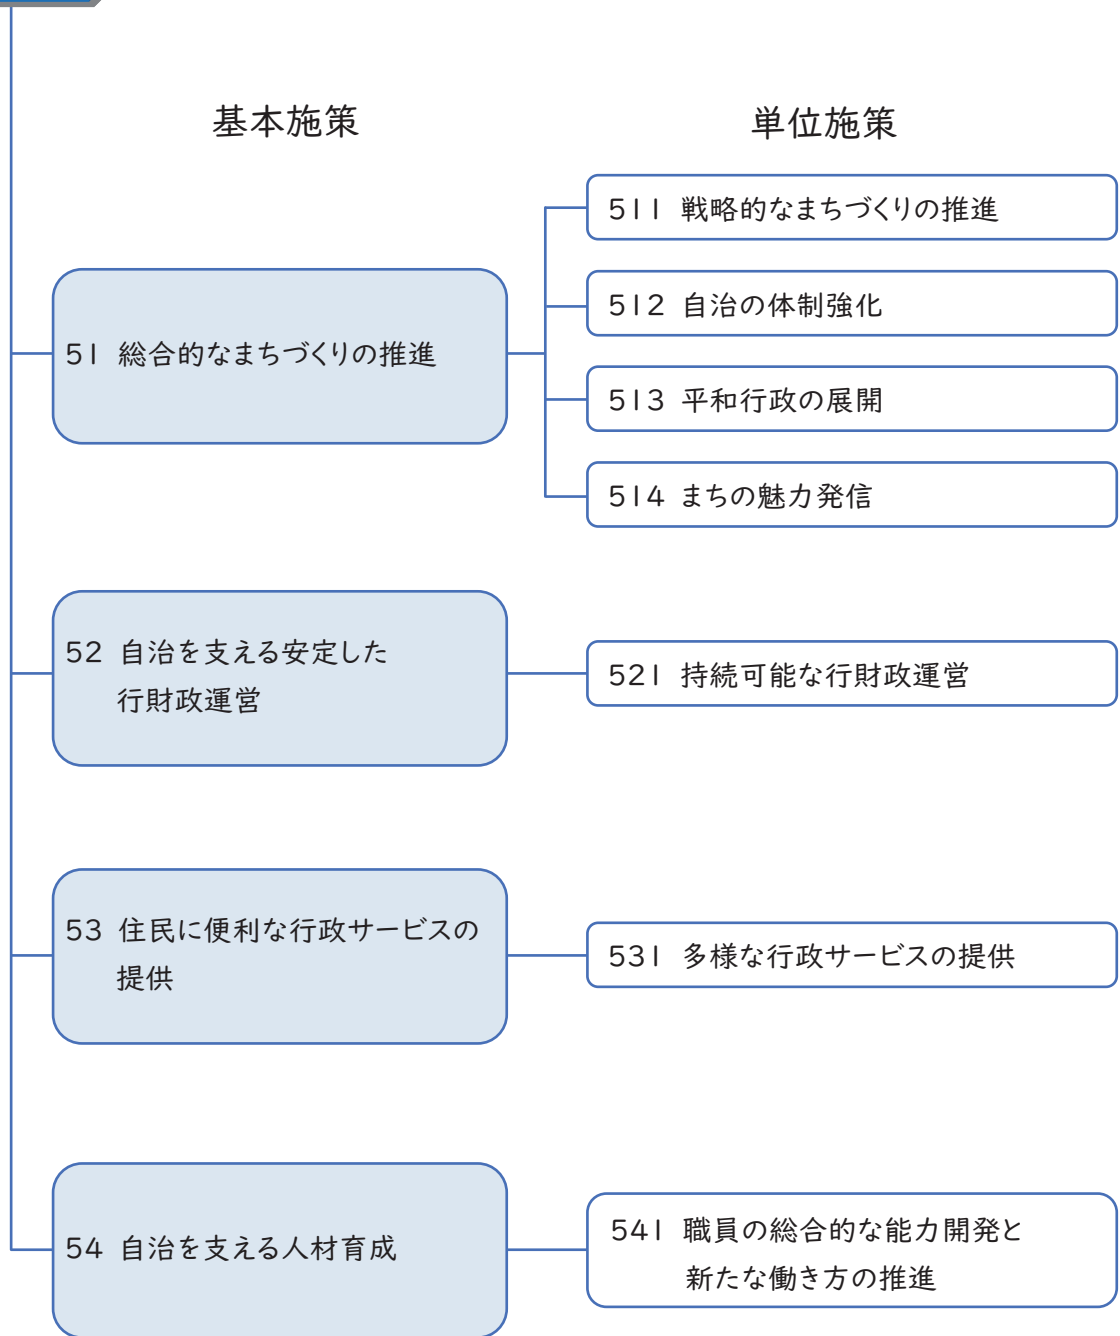 基本施策
単位施策
51 総合的なまちづくりの推進
511 戦略的なまちづくりの推進
512 自治の体制強化
513 平和行政の展開
514 まちの魅力発信
52 自治を支える安定した
行財政運営
521 持続可能な行財政運営
53 住民に便利な行政サービスの
提供
531 多様な行政サービスの提供
54 自治を支える人材育成
541 職員の総合的な能力開発と
新たな働き方の推進